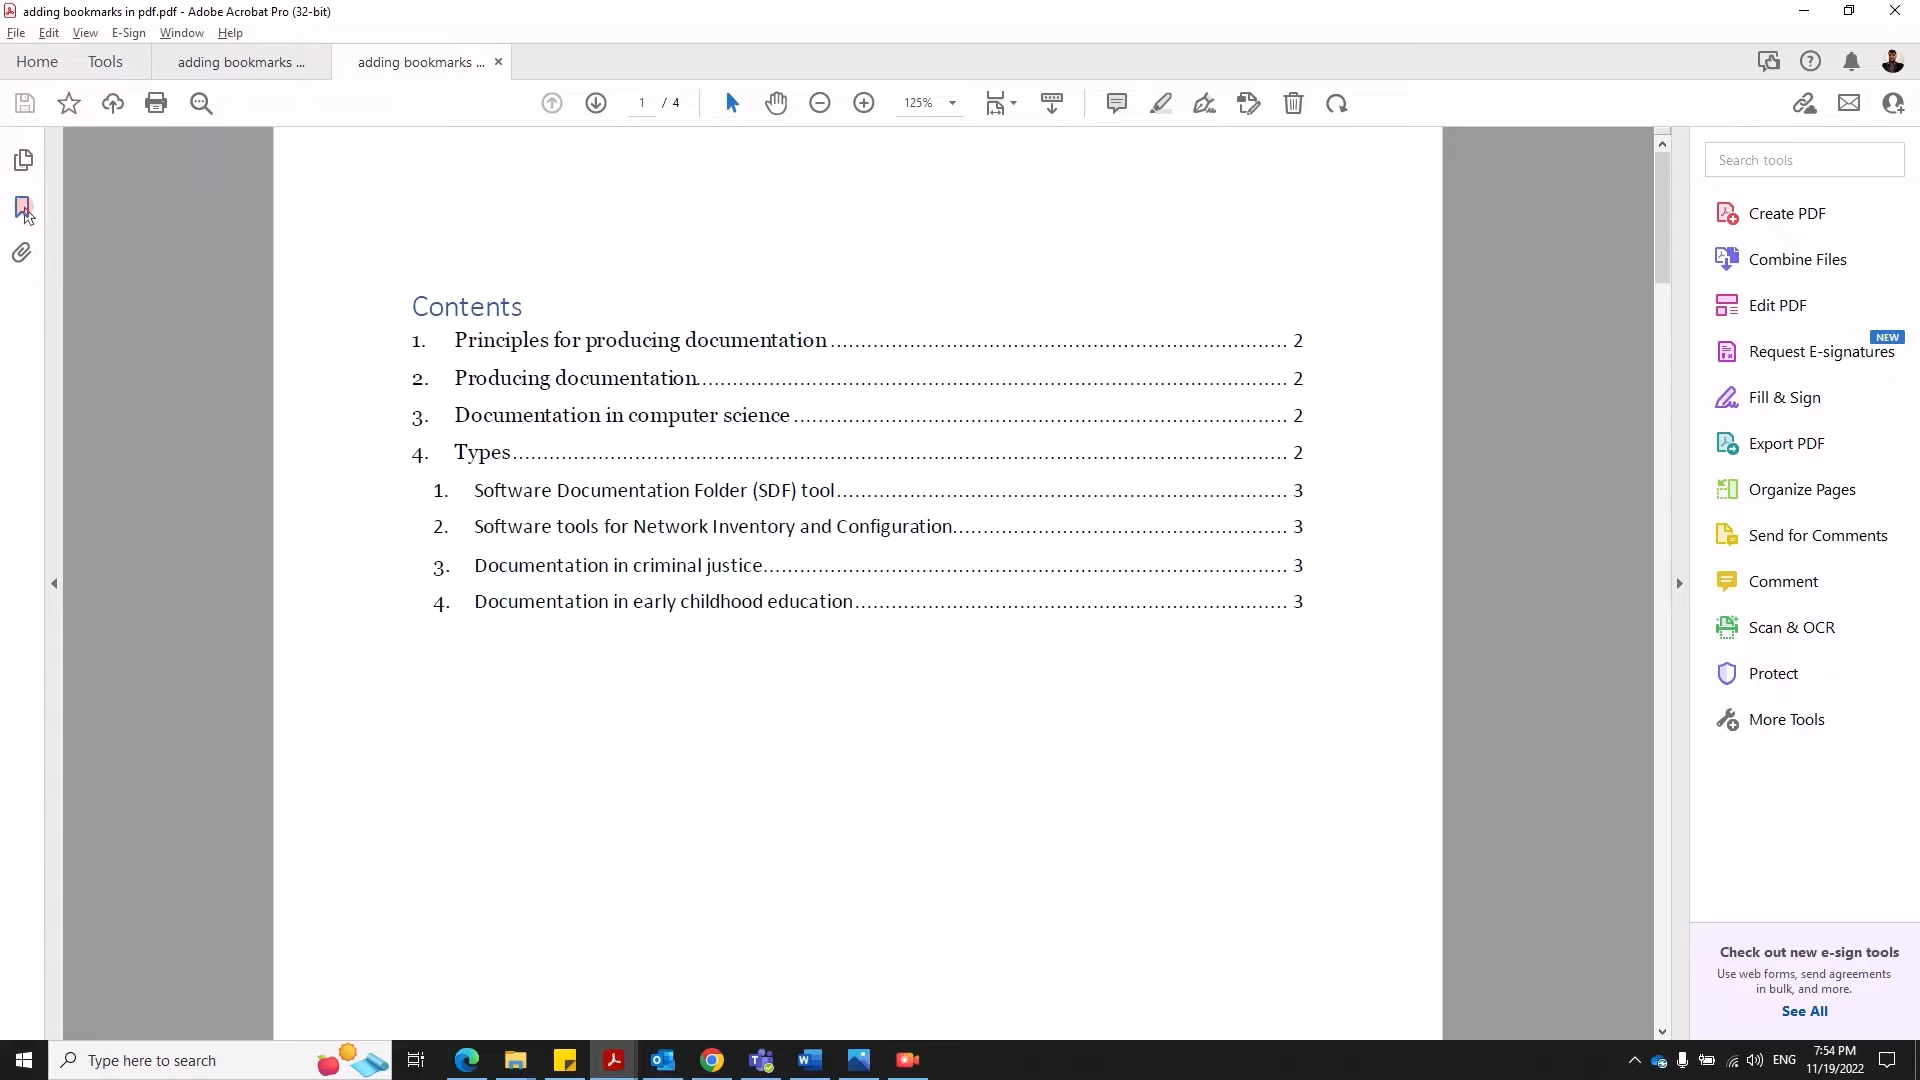 adding bookmarks in pdf.pdf - Adobe Acrobat Pro (32-bit)
File Edit View E-Sign Window Help
Home Tools adding bookmarks ... adding bookmarks ... ×
1 / 4 125%
Search tools
Create PDF
Combine Files
Edit PDF
NEW
Request E-signatures
Fill & Sign
Export PDF
Organize Pages
Send for Comments
Comment
Scan & OCR
Protect
More Tools
Contents
1. Principles for producing documentation ........ 2
2. Producing documentation........ 2
3. Documentation in computer science ........ 2
4. Types........ 2
1. Software Documentation Folder (SDF) tool........ 3
2. Software tools for Network Inventory and Configuration........ 3
3. Documentation in criminal justice........ 3
4. Documentation in early childhood education........ 3
Check out new e-sign tools
Use web forms, send agreements
in bulk, and more.
See All
Type here to search
ENG
7:54 PM
11/19/2022